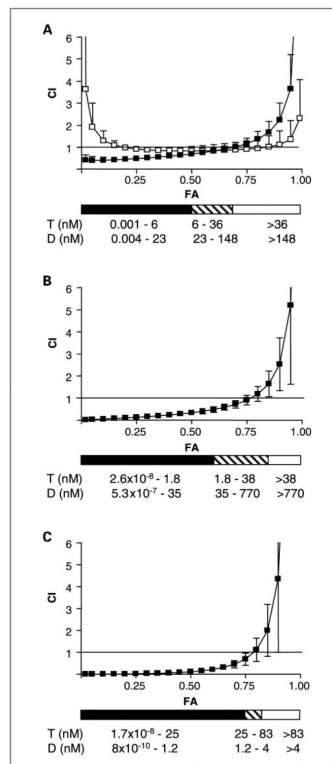 A
6
5
4
3
2
1
CI
0.25 0.50 0.75 1.00
FA
T (nM) 0.001 - 6 6 - 36 >36
D (nM) 0.004 - 23 23 - 148 >148
B
6
5
4
3
2
1
CI
0.25 0.50 0.75 1.00
FA
T (nM) 2.6x10⁻⁸ - 1.8 1.8 - 38 >38
D (nM) 5.3x10⁻⁷ - 35 35 - 770 >770
C
6
5
4
3
2
1
CI
0.25 0.50 0.75 1.00
FA
T (nM) 1.7x10⁻⁸ - 25 25 - 83 >83
D (nM) 8x10⁻¹⁰ - 1.2 1.2 - 4 >4